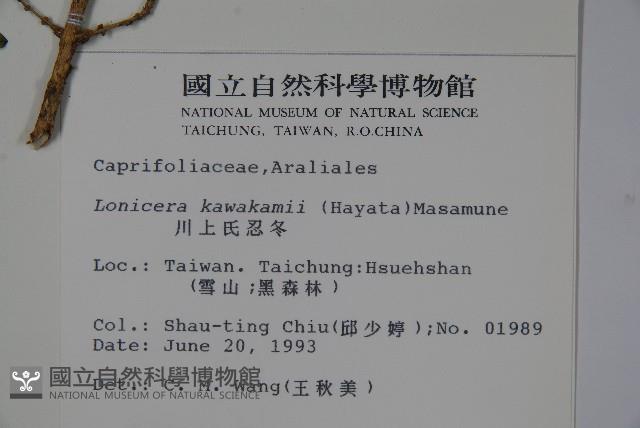 國立自然科學博物館
NATIONAL MUSEUM OF NATURAL SCIENCE
TAICHUNG, TAIWAN, R.O.CHINA
Caprifoliaceae,Araliales
Lonicera kawakamii (Hayata)Masamune
川上氏忍冬
Loc.: Taiwan. Taichung:Hsuehshan
(雪山;黑森林)
Col.: Shau-ting Chiu(邱少婷);No. 01989
Date: June 20, 1993
Det.: C. M. Wang(王秋美)
國立自然科學博物館
NATIONAL MUSEUM OF NATURAL SCIENCE